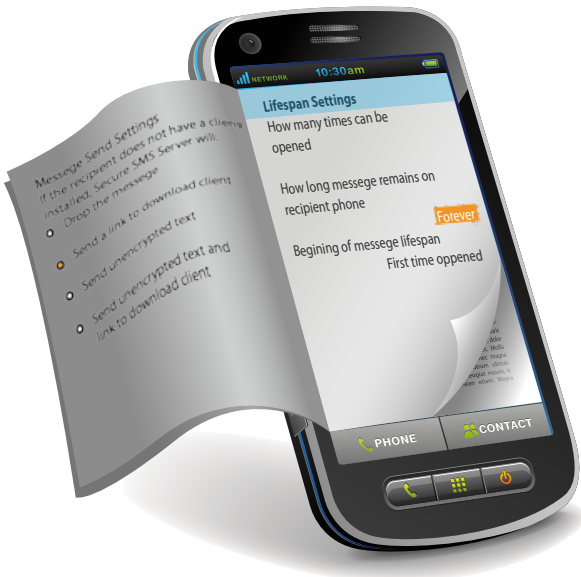 Messege Send Settings
If the recipient does not have a client
installed, Secure SMS Server will:
Drop the messege
Send a link to download client
Send unencrypted text
Send unencrypted text and
link to download client
NETWORK 10:30am
Lifespan Settings
How many times can be
opened
How long messege remains on
recipient phone
Forever
Begining of messege lifespan
First time oppened
PHONE CONTACT